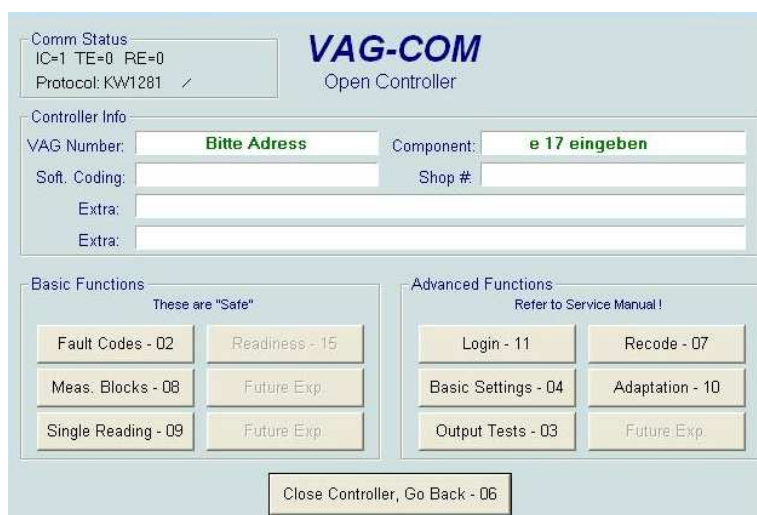 Comm Status
IC=1 TE=0 RE=0
Protocol: KW1281 /
VAG-COM
Open Controller
Controller Info
VAG Number: Bitte Adress Component: e 17 eingeben
Soft. Coding: Shop #:
Extra:
Extra:
Basic Functions
These are "Safe"
Fault Codes - 02 Readiness - 15
Meas. Blocks - 08 Future Exp.
Single Reading - 09 Future Exp.
Advanced Functions
Refer to Service Manual !
Login - 11 Recode - 07
Basic Settings - 04 Adaptation - 10
Output Tests - 03 Future Exp.
Close Controller, Go Back - 06